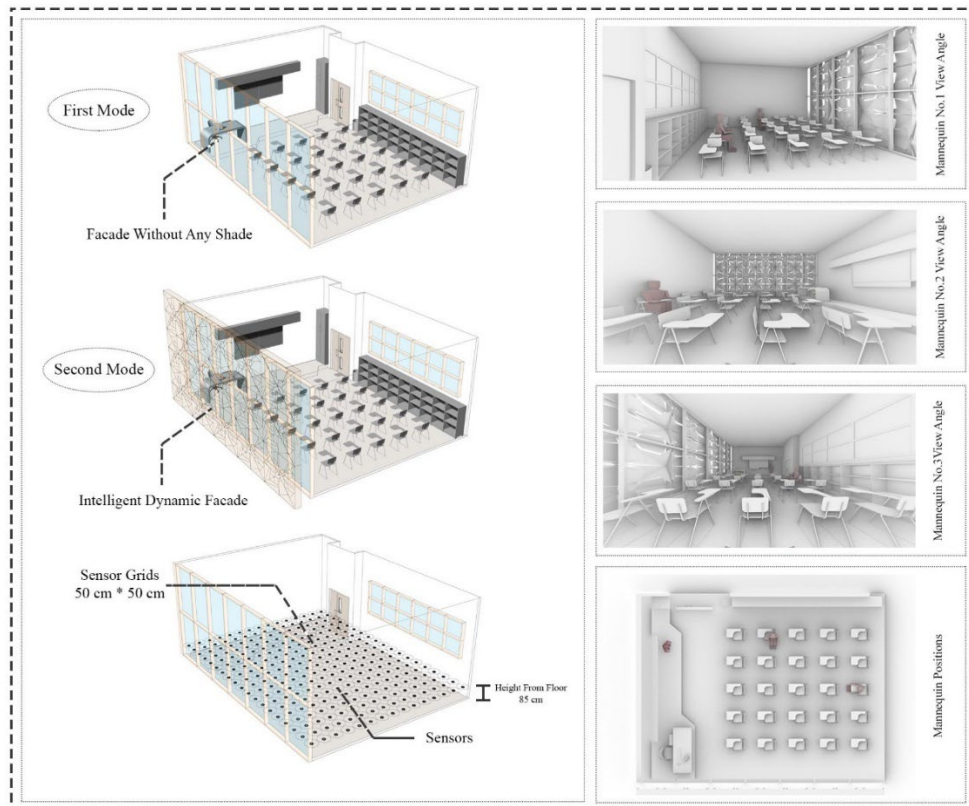 First Mode
Facade Without Any Shade
Second Mode
Intelligent Dynamic Facade
Sensor Grids
50 cm * 50 cm
Height From Floor
85 cm
Sensors
Mannequin No.1 View Angle
Mannequin No.2 View Angle
Mannequin No.3View Angle
Mannequin Positions